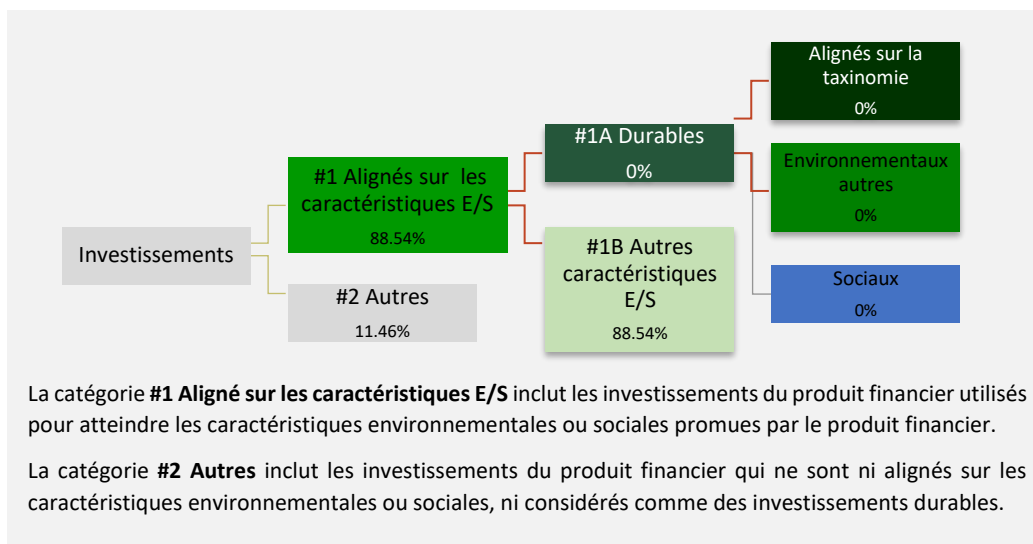 Investissements
#1 Alignés sur les
caractéristiques E/S
88.54%
#2 Autres
11.46%
#1A Durables
0%
#1B Autres
caractéristiques
E/S
88.54%
Alignés sur la
taxinomie
0%
Environnementaux
autres
0%
Sociaux
0%
La catégorie #1 Aligné sur les caractéristiques E/S inclut les investissements du produit financier utilisés
pour atteindre les caractéristiques environnementales ou sociales promues par le produit financier.
La catégorie #2 Autres inclut les investissements du produit financier qui ne sont ni alignés sur les
caractéristiques environnementales ou sociales, ni considérés comme des investissements durables.